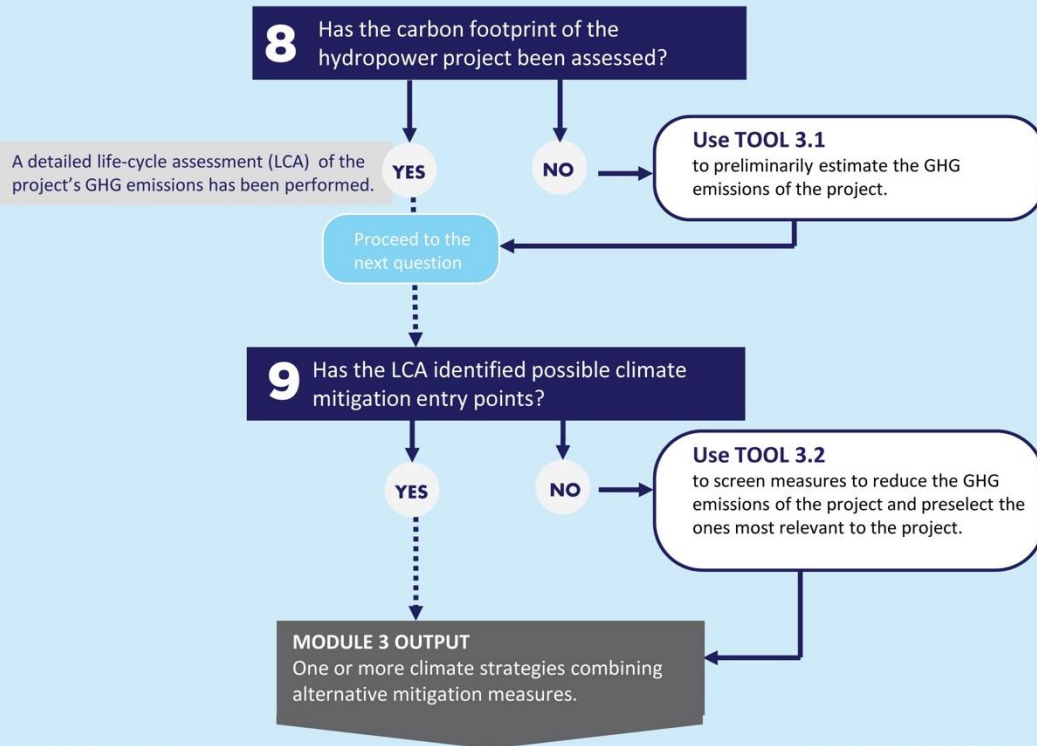 8 Has the carbon footprint of the
hydropower project been assessed?
A detailed life-cycle assessment (LCA) of the
project's GHG emissions has been performed.
YES
NO
Use TOOL 3.1
to preliminarily estimate the GHG
emissions of the project.
Proceed to the
next question
9 Has the LCA identified possible climate
mitigation entry points?
YES
NO
Use TOOL 3.2
to screen measures to reduce the GHG
emissions of the project and preselect the
ones most relevant to the project.
MODULE 3 OUTPUT
One or more climate strategies combining
alternative mitigation measures.